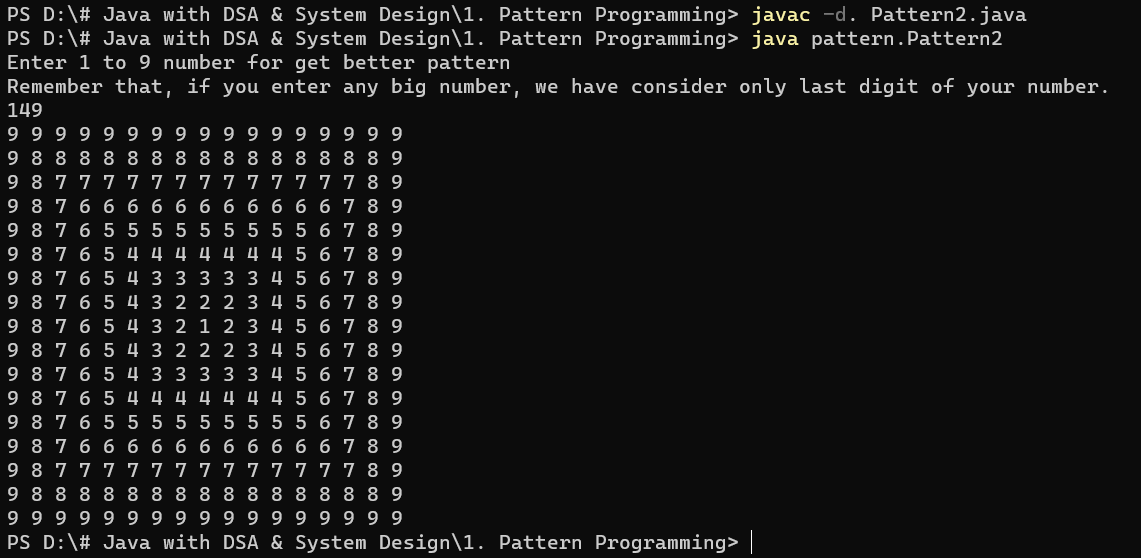 PS D:\# Java with DSA & System Design\1. Pattern Programming> javac -d. Pattern2.java
PS D:\# Java with DSA & System Design\1. Pattern Programming> java pattern.Pattern2
Enter 1 to 9 number for get better pattern
Remember that, if you enter any big number, we have consider only last digit of your number.
149
9 9 9 9 9 9 9 9 9 9 9 9 9 9 9 9 9
9 8 8 8 8 8 8 8 8 8 8 8 8 8 8 8 9
9 8 7 7 7 7 7 7 7 7 7 7 7 7 7 8 9
9 8 7 6 6 6 6 6 6 6 6 6 6 6 7 8 9
9 8 7 6 5 5 5 5 5 5 5 5 5 6 7 8 9
9 8 7 6 5 4 4 4 4 4 4 4 5 6 7 8 9
9 8 7 6 5 4 3 3 3 3 3 4 5 6 7 8 9
9 8 7 6 5 4 3 2 2 2 3 4 5 6 7 8 9
9 8 7 6 5 4 3 2 1 2 3 4 5 6 7 8 9
9 8 7 6 5 4 3 2 2 2 3 4 5 6 7 8 9
9 8 7 6 5 4 3 3 3 3 3 4 5 6 7 8 9
9 8 7 6 5 4 4 4 4 4 4 4 5 6 7 8 9
9 8 7 6 5 5 5 5 5 5 5 5 5 6 7 8 9
9 8 7 6 6 6 6 6 6 6 6 6 6 6 7 8 9
9 8 7 7 7 7 7 7 7 7 7 7 7 7 7 8 9
9 8 8 8 8 8 8 8 8 8 8 8 8 8 8 8 9
9 9 9 9 9 9 9 9 9 9 9 9 9 9 9 9 9
PS D:\# Java with DSA & System Design\1. Pattern Programming>